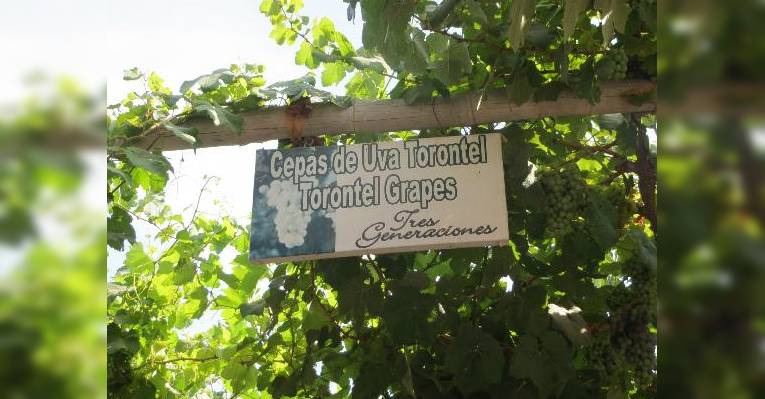 Cepas de Uva Torontel
Torontel Grapes
Tres
Generaciones